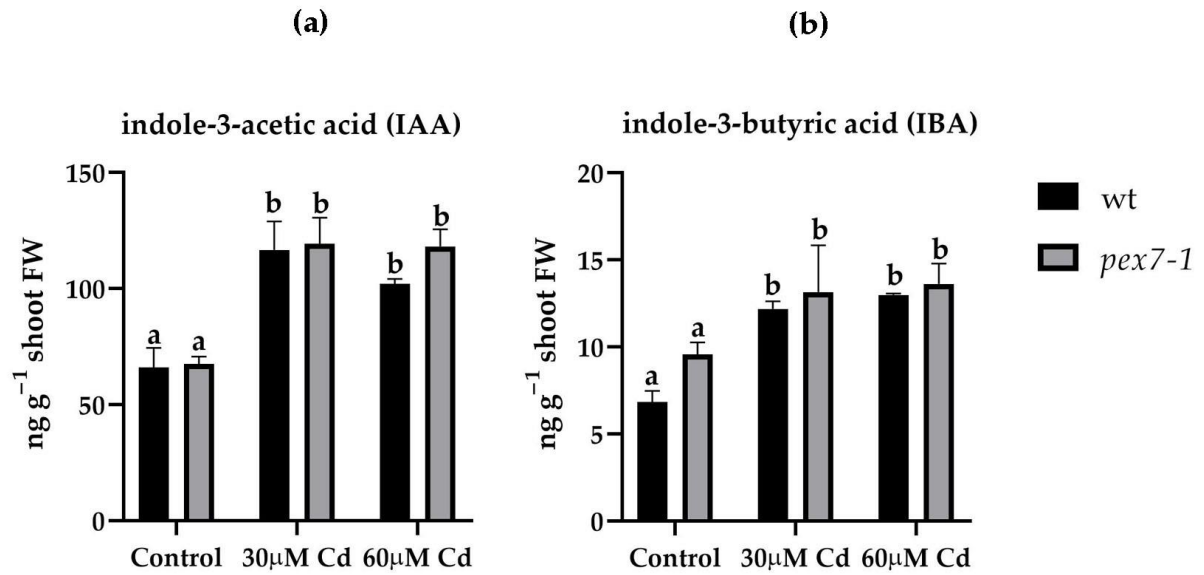 (a)
indole-3-acetic acid (IAA)
ng g⁻¹ shoot FW
150
100
50
0
a
a
b
b
b
b
Control
30μM Cd
60μM Cd
(b)
indole-3-butyric acid (IBA)
ng g⁻¹ shoot FW
20
15
10
5
0
a
a
b
b
b
b
Control
30μM Cd
60μM Cd
wt
pex7-1